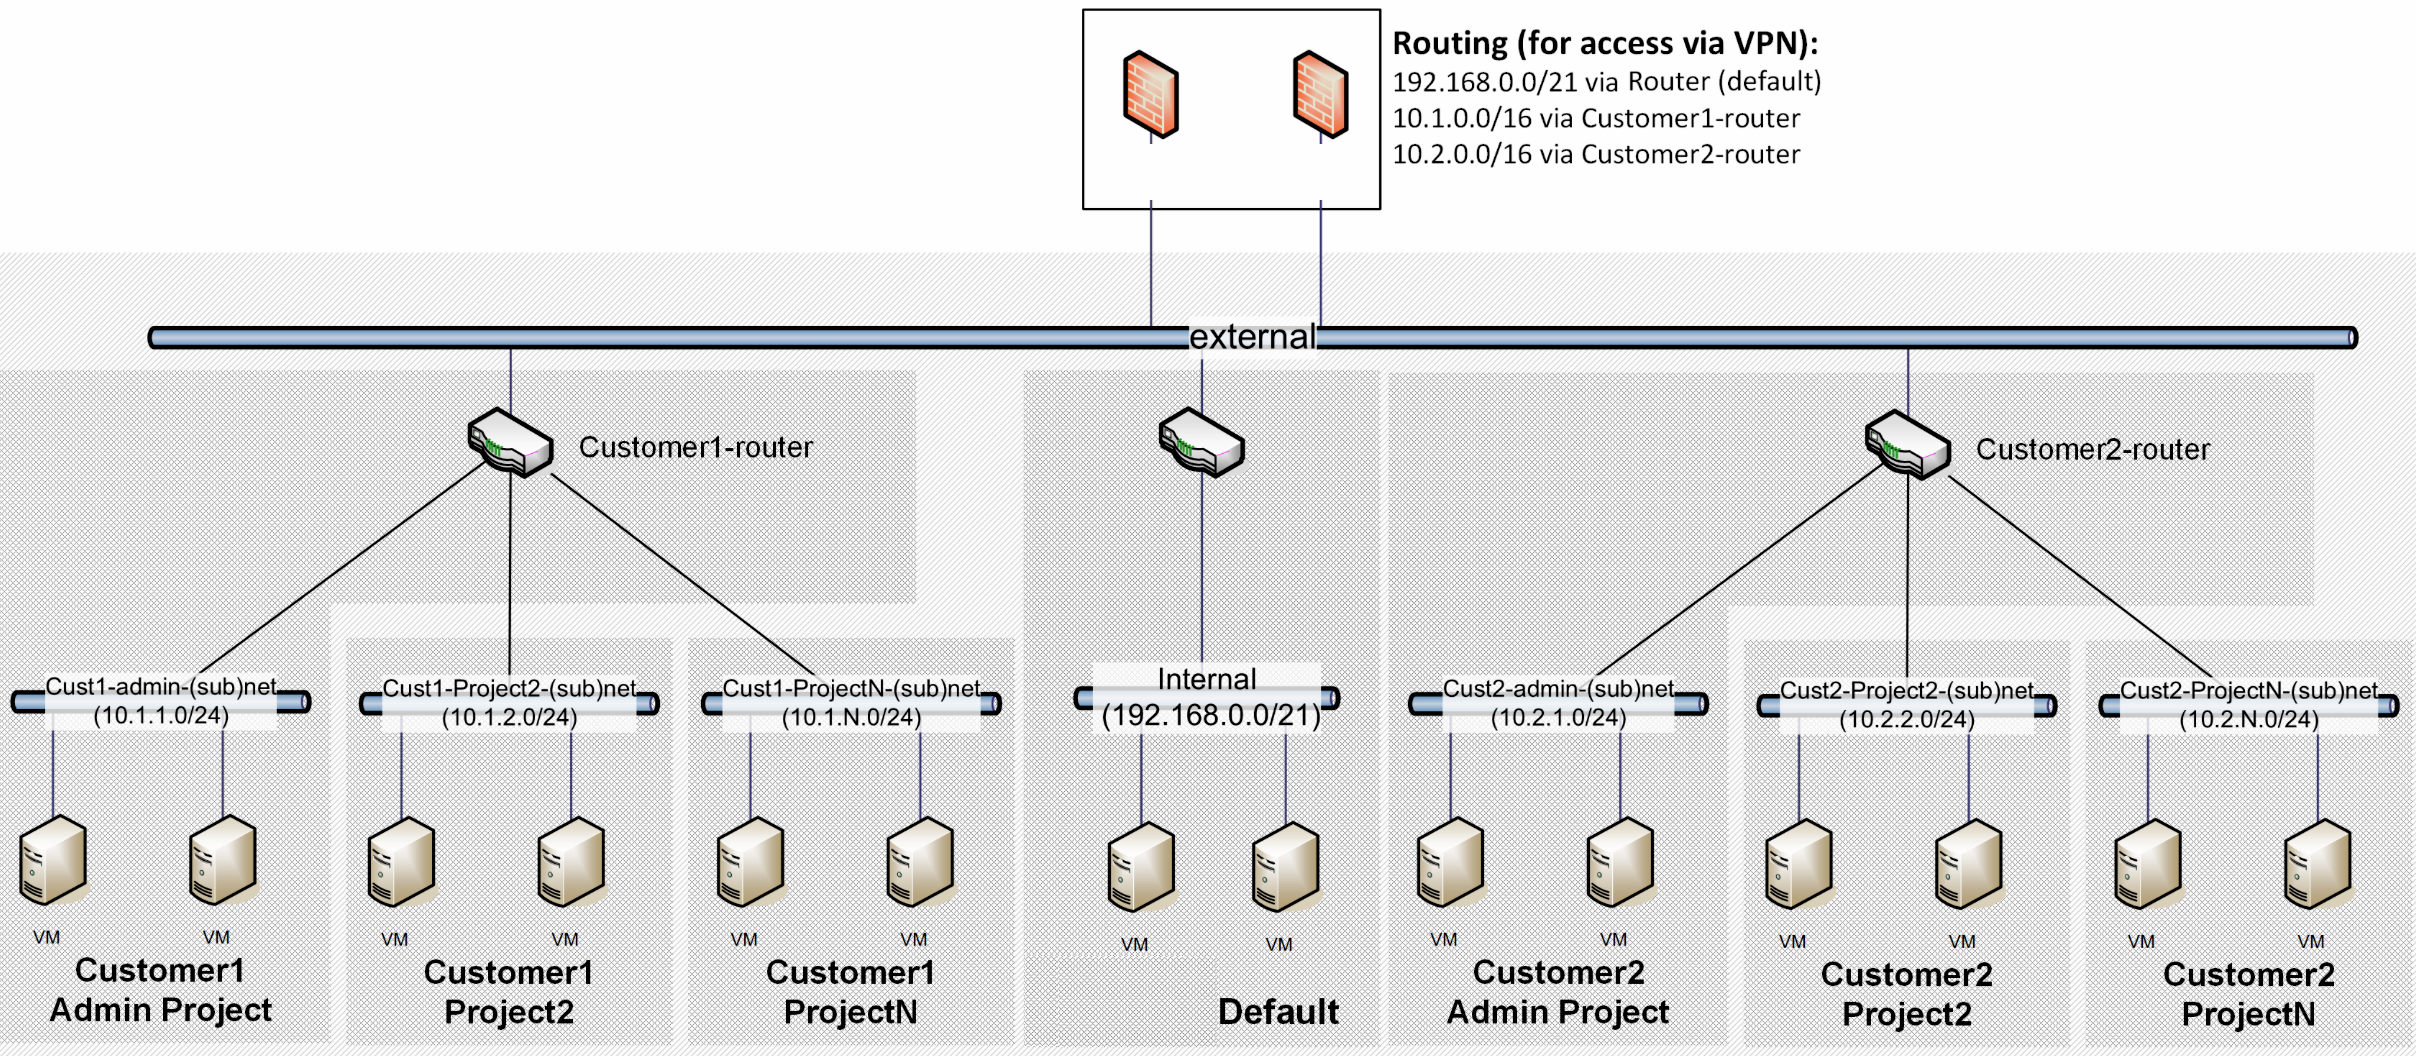 Routing (for access via VPN):
192.168.0.0/21 via Router (default)
10.1.0.0/16 via Customer1-router
10.2.0.0/16 via Customer2-router
external
Customer1-router
Customer2-router
Cust1-admin-(sub)net
(10.1.1.0/24)
Cust1-Project2-(sub)net
(10.1.2.0/24)
Cust1-ProjectN-(sub)net
(10.1.N.0/24)
Internal
(192.168.0.0/21)
Cust2-admin-(sub)net
(10.2.1.0/24)
Cust2-Project2-(sub)net
(10.2.2.0/24)
Cust2-ProjectN-(sub)net
(10.2.N.0/24)
VM
VM
VM
VM
VM
VM
VM
VM
VM
VM
VM
VM
VM
VM
Customer1
Admin Project
Customer1
Project2
Customer1
ProjectN
Default
Customer2
Admin Project
Customer2
Project2
Customer2
ProjectN